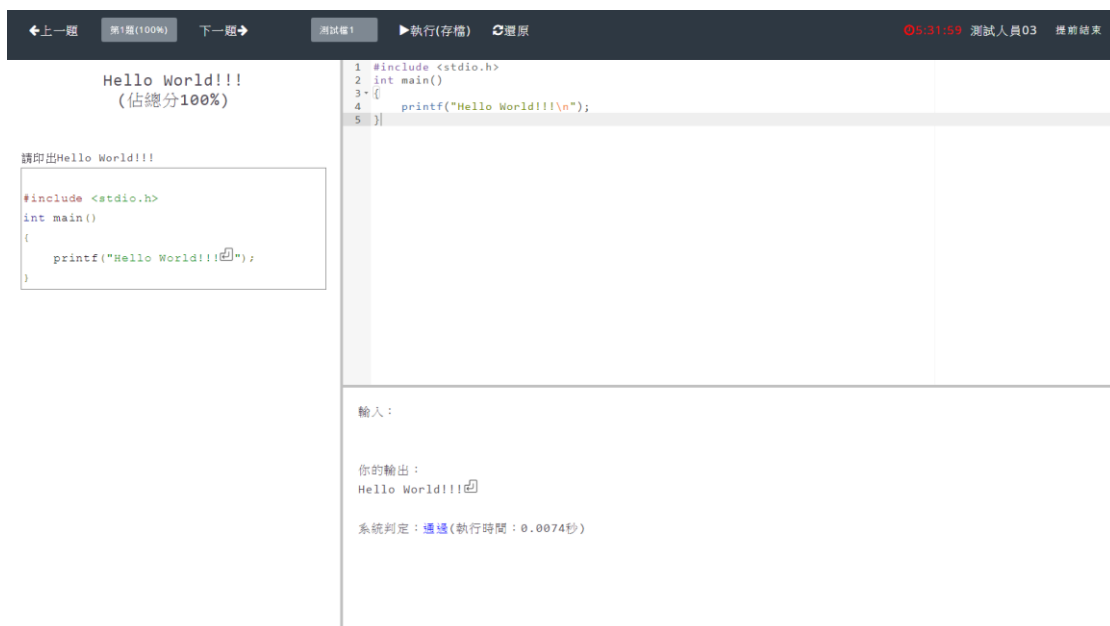 上一題 第1題(100%) 下一題 測試檔1 執行(存檔) 還原 5:31:59 測試人員03 提前結束
Hello World!!!
(佔總分100%)
請印出Hello World!!!
#include <stdio.h>
int main()
{
printf("Hello World!!!");
}
1 #include <stdio.h>
2 int main()
3 {
4 printf("Hello World!!!\n");
5 }
輸入：
你的輸出：
Hello World!!!
系統判定：通過(執行時間：0.0074秒)